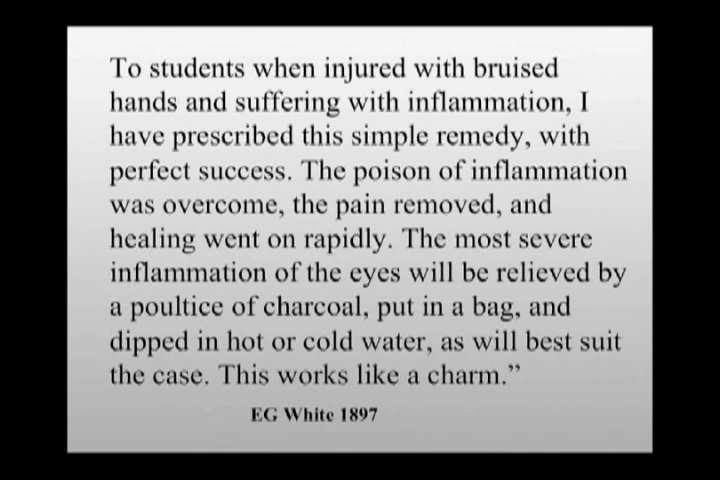 To students when injured with bruised
hands and suffering with inflammation, I
have prescribed this simple remedy, with
perfect success. The poison of inflammation
was overcome, the pain removed, and
healing went on rapidly. The most severe
inflammation of the eyes will be relieved by
a poultice of charcoal, put in a bag, and
dipped in hot or cold water, as will best suit
the case. This works like a charm.”
EG White 1897